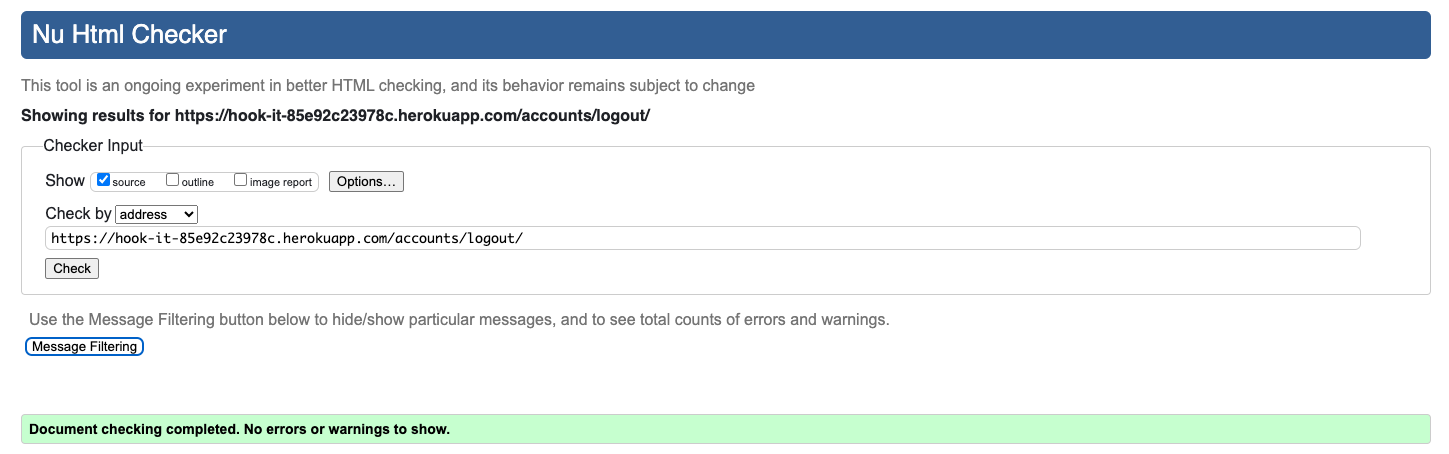 Nu Html Checker
This tool is an ongoing experiment in better HTML checking, and its behavior remains subject to change
Showing results for https://hook-it-85e92c23978c.herokuapp.com/accounts/logout/
Checker Input
Show source outline image report Options...
Check by address
https://hook-it-85e92c23978c.herokuapp.com/accounts/logout/
Check
Use the Message Filtering button below to hide/show particular messages, and to see total counts of errors and warnings.
Message Filtering
Document checking completed. No errors or warnings to show.